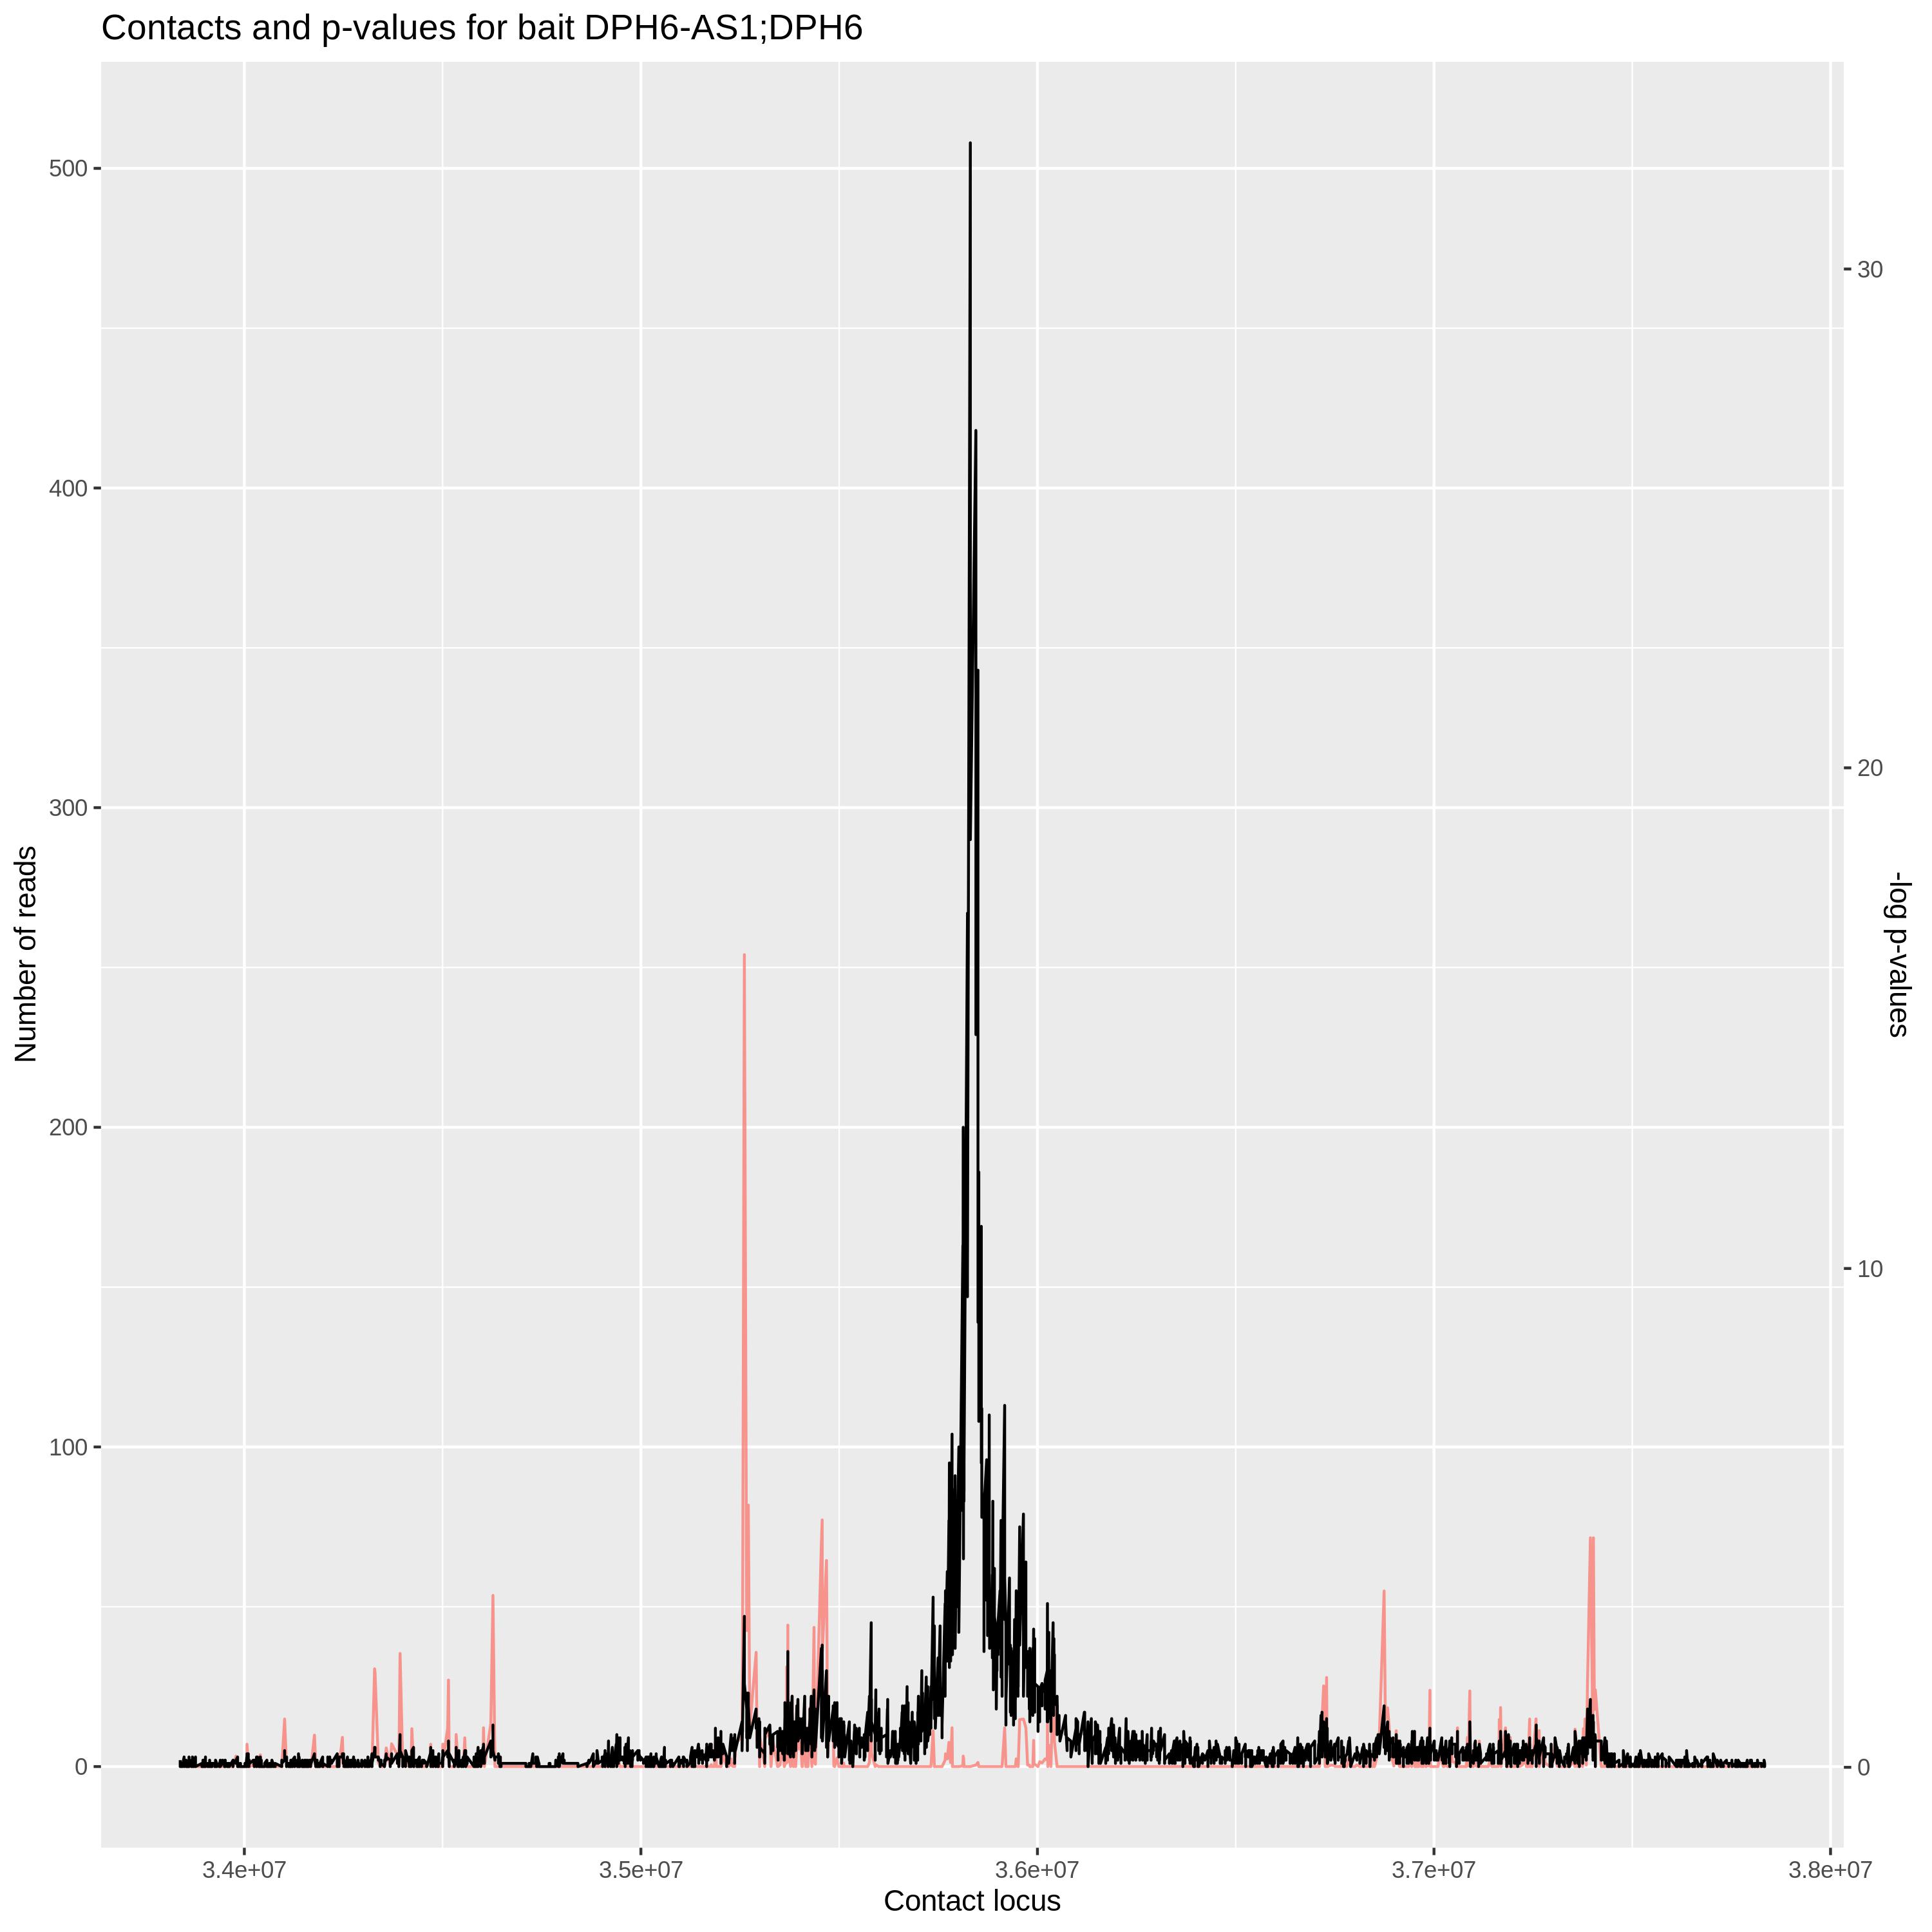 Contacts and p-values for bait DPH6-AS1;DPH6
500
400
300
200
100
0
Number of reads
30
20
10
0
-log p-values
3.4e+07
3.5e+07
3.6e+07
3.7e+07
3.8e+07
Contact locus